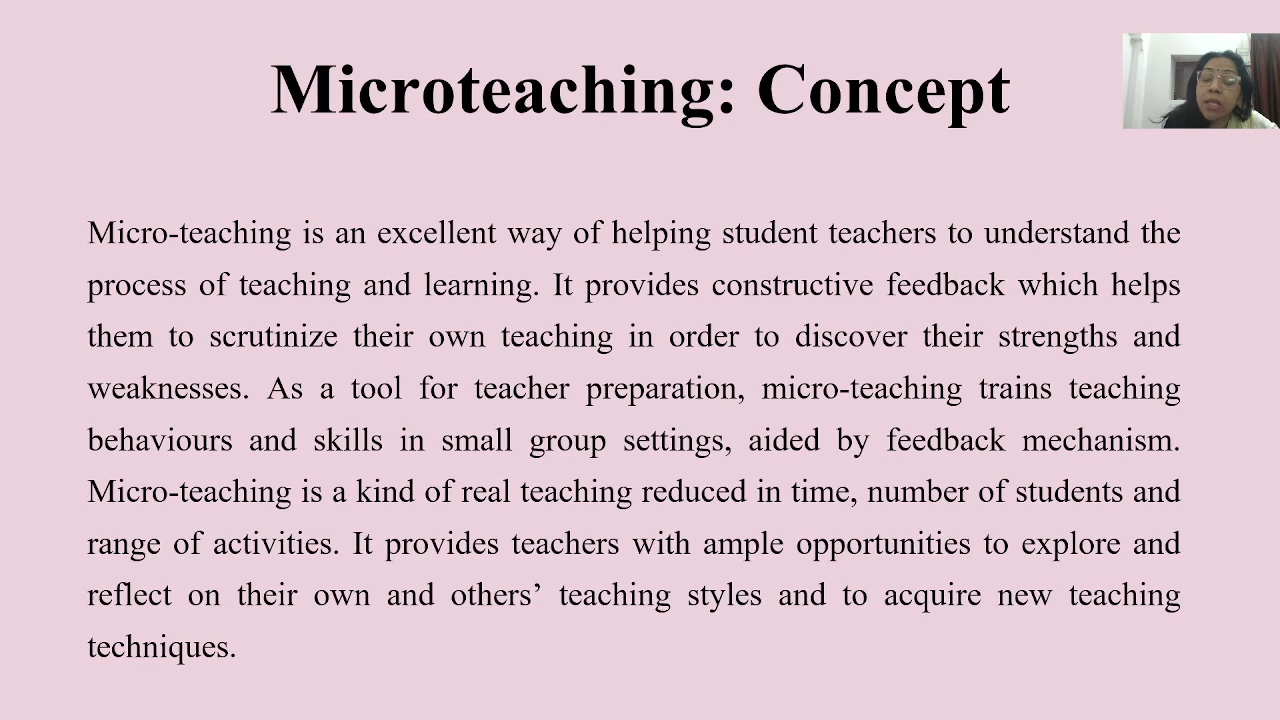 Microteaching: Concept
Micro-teaching is an excellent way of helping student teachers to understand the
process of teaching and learning. It provides constructive feedback which helps
them to scrutinize their own teaching in order to discover their strengths and
weaknesses. As a tool for teacher preparation, micro-teaching trains teaching
behaviours and skills in small group settings, aided by feedback mechanism.
Micro-teaching is a kind of real teaching reduced in time, number of students and
range of activities. It provides teachers with ample opportunities to explore and
reflect on their own and others’ teaching styles and to acquire new teaching
techniques.